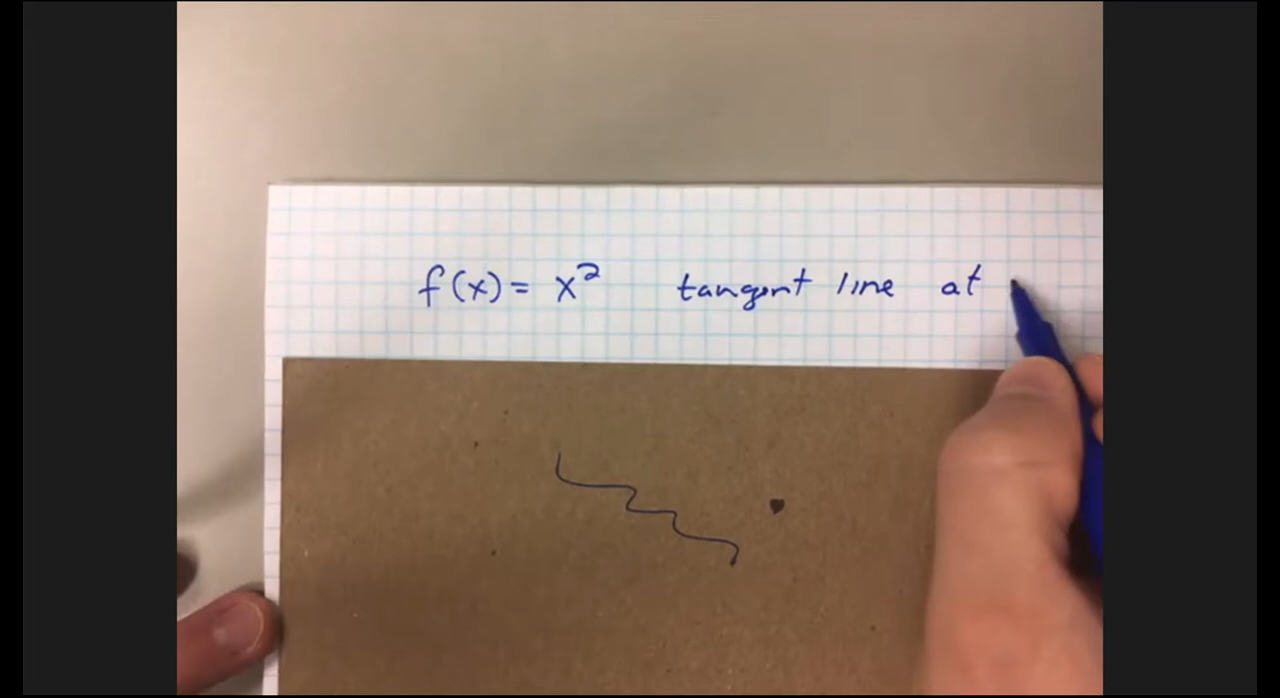 f(x) = x² tangent line at